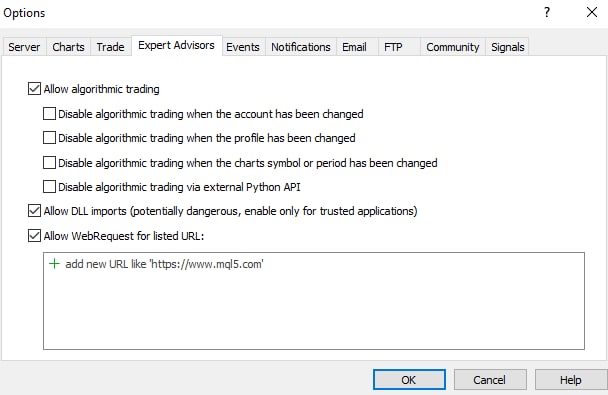 Options
Server Charts Trade Expert Advisors Events Notifications Email FTP Community Signals
Allow algorithmic trading
Disable algorithmic trading when the account has been changed
Disable algorithmic trading when the profile has been changed
Disable algorithmic trading when the charts symbol or period has been changed
Disable algorithmic trading via external Python API
Allow DLL imports (potentially dangerous, enable only for trusted applications)
Allow WebRequest for listed URL:
add new URL like 'https://www.mql5.com'
OK Cancel Help